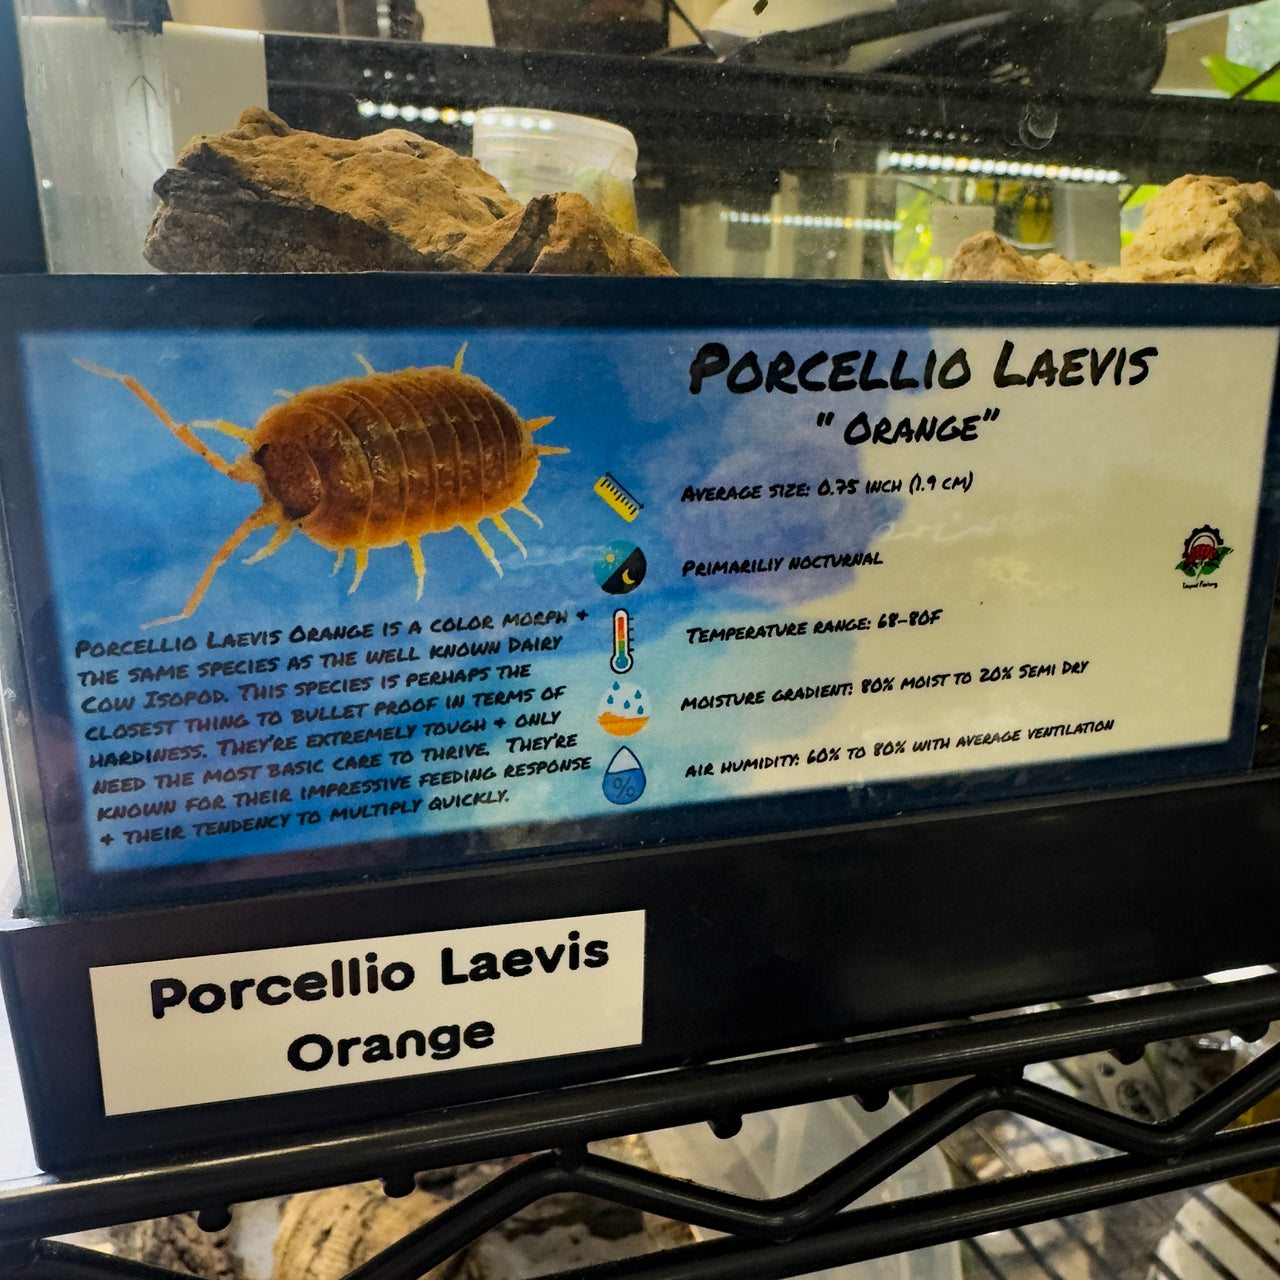 Porcellio Laevis
" Orange"
Average size: 0.75 inch (1.9 cm)
Primariliy nocturnal
Temperature range: 68-80F
Moisture gradient: 80% moist to 20% semi dry
Air humidity: 60% to 80% with average ventilation
Porcellio Laevis Orange is a color morph +
the same species as the well known Dairy
Cow Isopod. This species is perhaps the
closest thing to bullet proof in terms of
hardiness. They're extremely tough + only
need the most basic care to thrive. They're
known for their impressive feeding response
+ their tendency to multiply quickly.
%
Isopod Factory
Porcellio Laevis
Orange